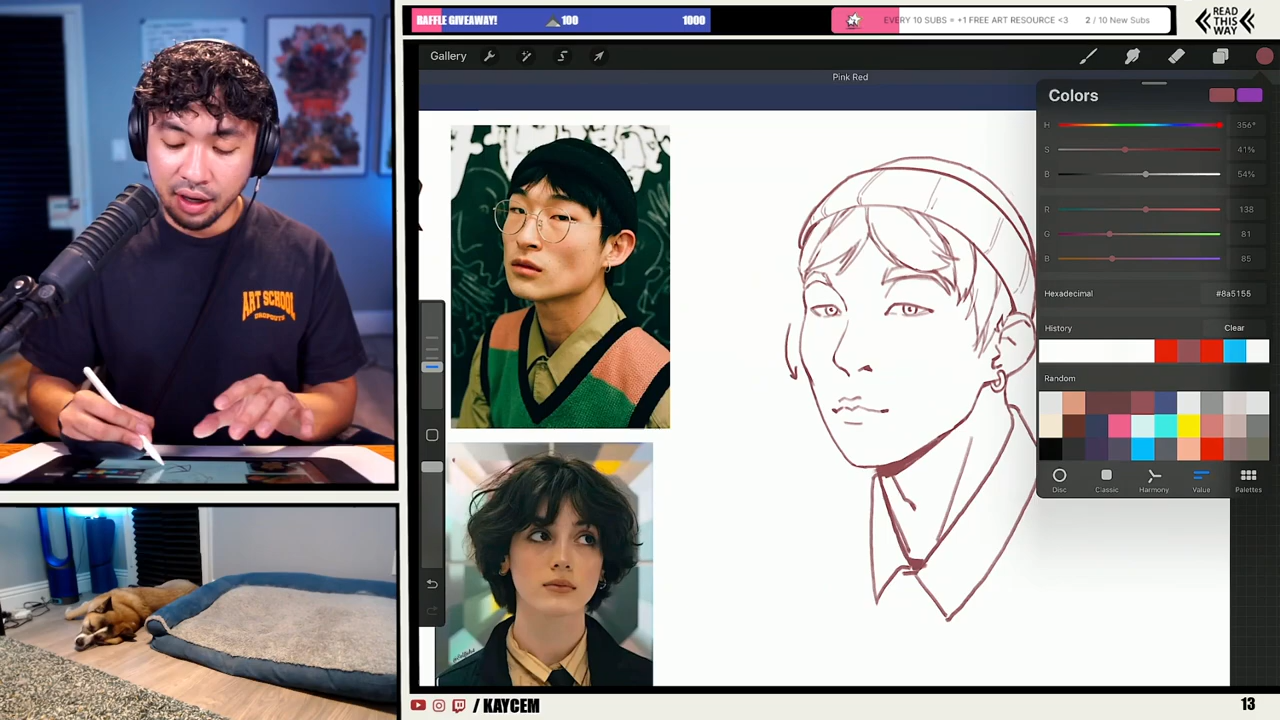 RAFFLE GIVEAWAY!
100
1000
EVERY 10 SUBS = +1 FREE ART RESOURCE <3
2 / 10 New Subs
READ
THIS
WAY
Gallery
Pink Red
Colors
H
356°
S
41%
B
54%
R
138
G
81
B
85
Hexadecimal
#8a5155
History
Clear
Random
Disc
Classic
Harmony
Value
Palettes
ART SCHOOL
DROPOUTS
/ KAYCEM
13